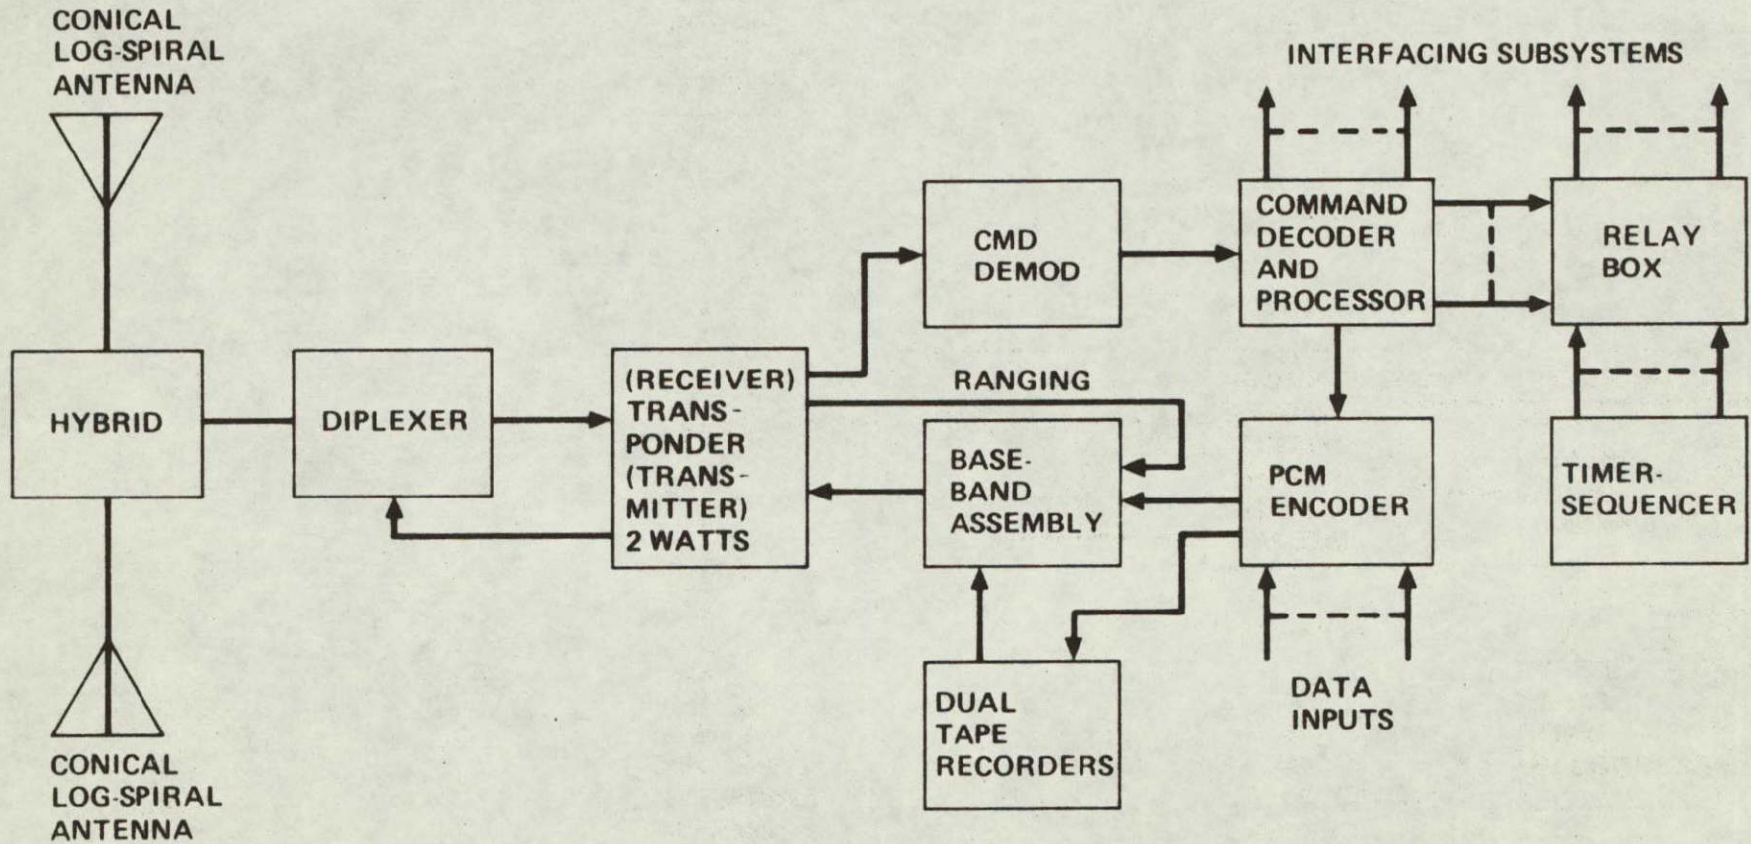 CONICAL
LOG-SPIRAL
ANTENNA
INTERFACING SUBSYSTEMS
HYBRID
DIPLEXER
(RECEIVER)
TRANS-
PONDER
(TRANS-
MITTER)
2 WATTS
CMD
DEMOD
COMMAND
DECODER
AND
PROCESSOR
RELAY
BOX
RANGING
BASE-
BAND
ASSEMBLY
PCM
ENCODER
TIMER-
SEQUENCER
DUAL
TAPE
RECORDERS
DATA
INPUTS
CONICAL
LOG-SPIRAL
ANTENNA